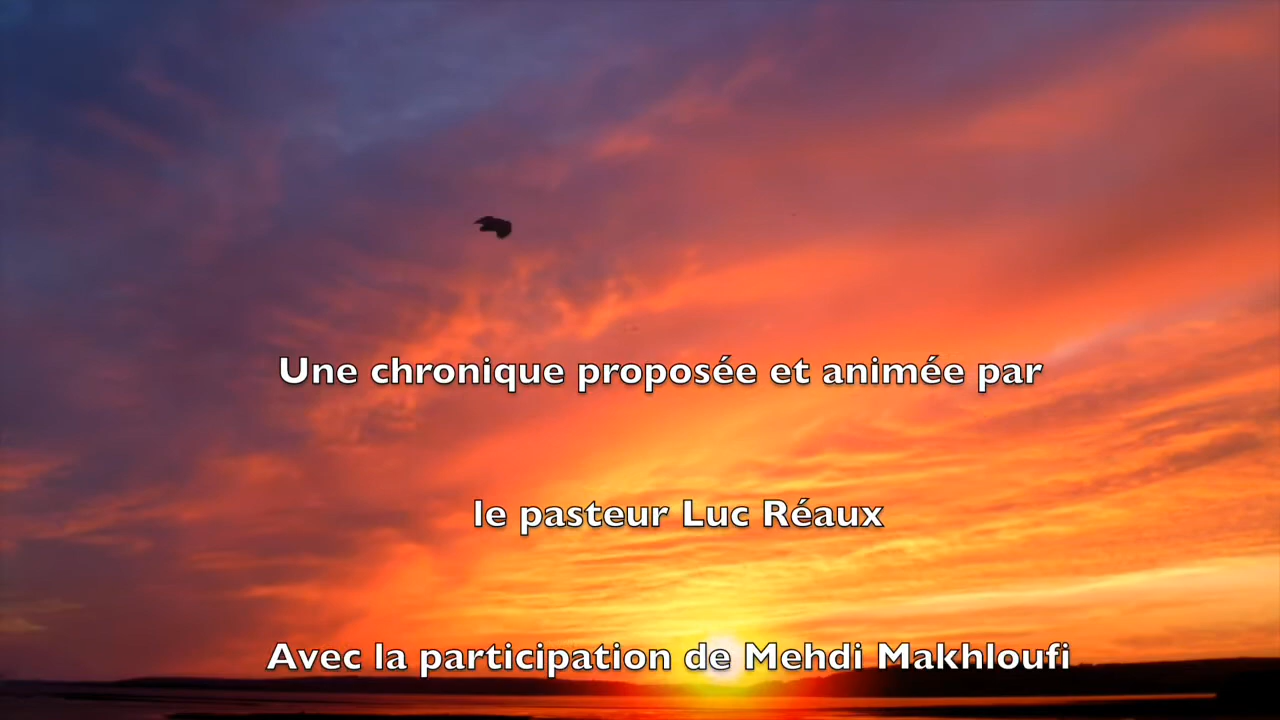 Une chronique proposée et animée par
le pasteur Luc Réaux
Avec la participation de Mehdi Makhloufi